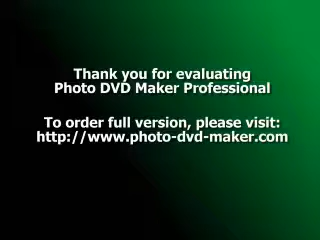 Thank you for evaluating
Photo DVD Maker Professional
To order full version, please visit:
http://www.photo-dvd-maker.com